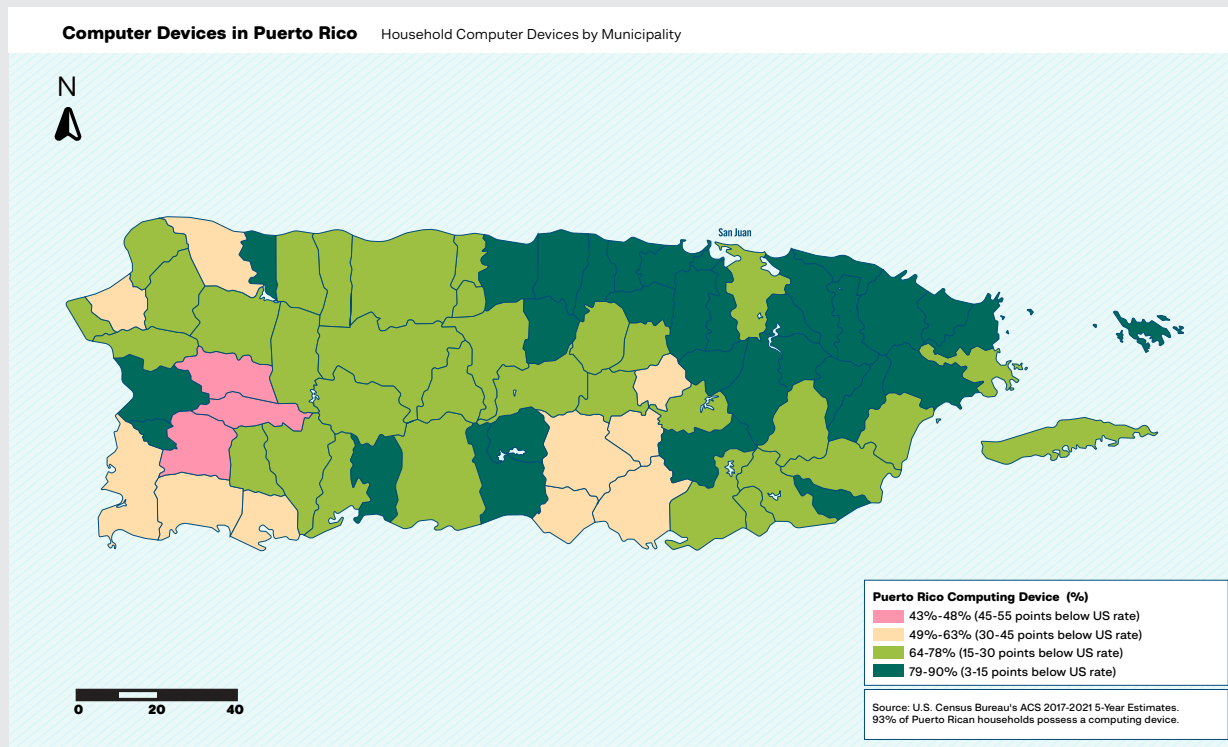 Computer Devices in Puerto Rico Household Computer Devices by Municipality
N
San Juan
Puerto Rico Computing Device (%)
43%-48% (45-55 points below US rate)
49%-63% (30-45 points below US rate)
64-78% (15-30 points below US rate)
79-90% (3-15 points below US rate)
0 20 40
Source: U.S. Census Bureau's ACS 2017-2021 5-Year Estimates.
93% of Puerto Rican households possess a computing device.